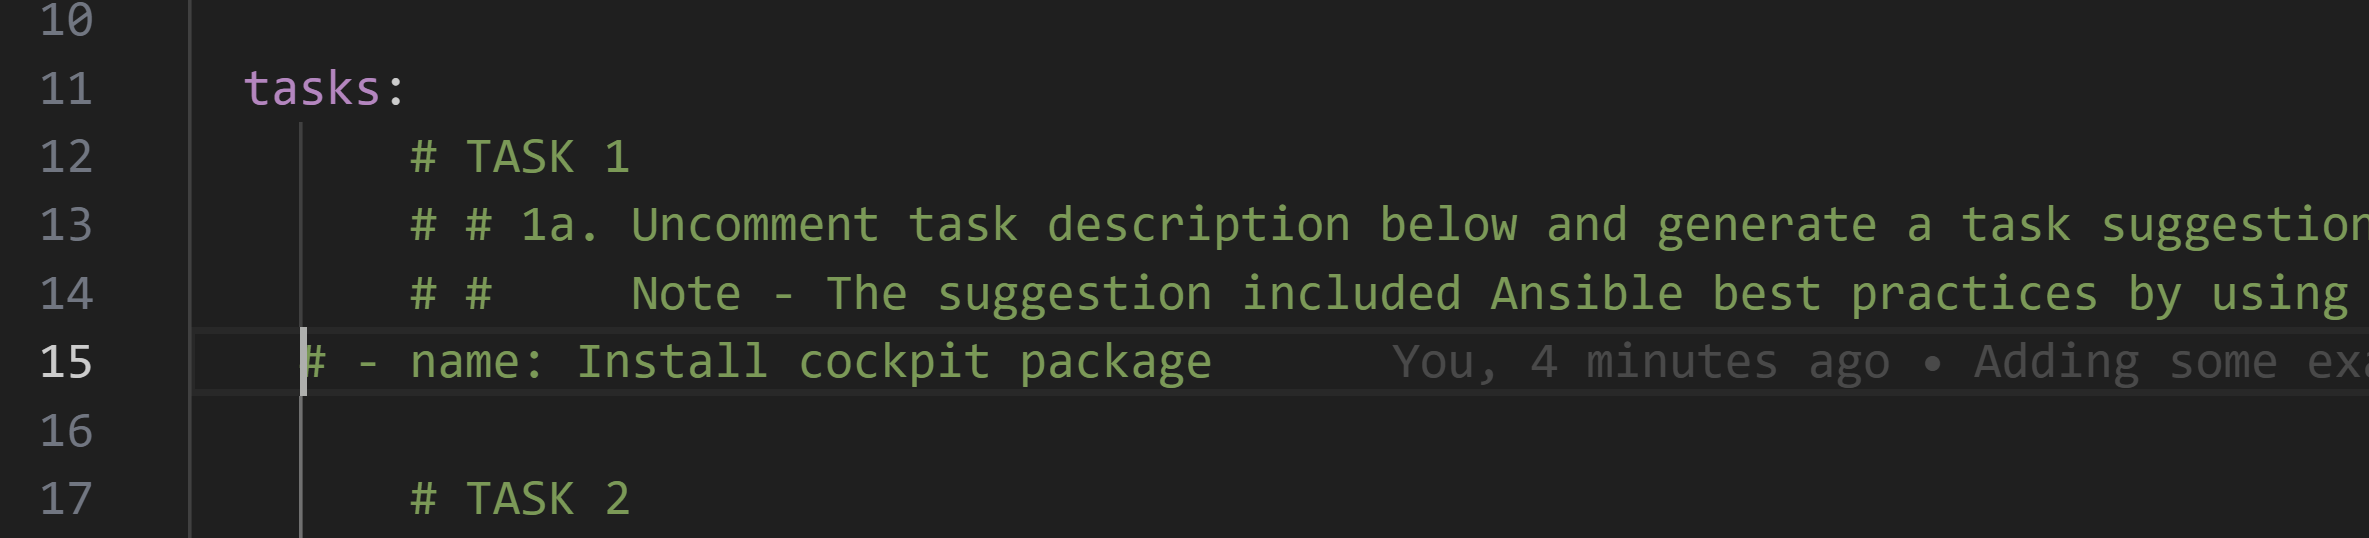 10
11 tasks:
12 # TASK 1
13 # # 1a. Uncomment task description below and generate a task suggestion
14 # # Note - The suggestion included Ansible best practices by using
15 # - name: Install cockpit package You, 4 minutes ago • Adding some
16
17 # TASK 2